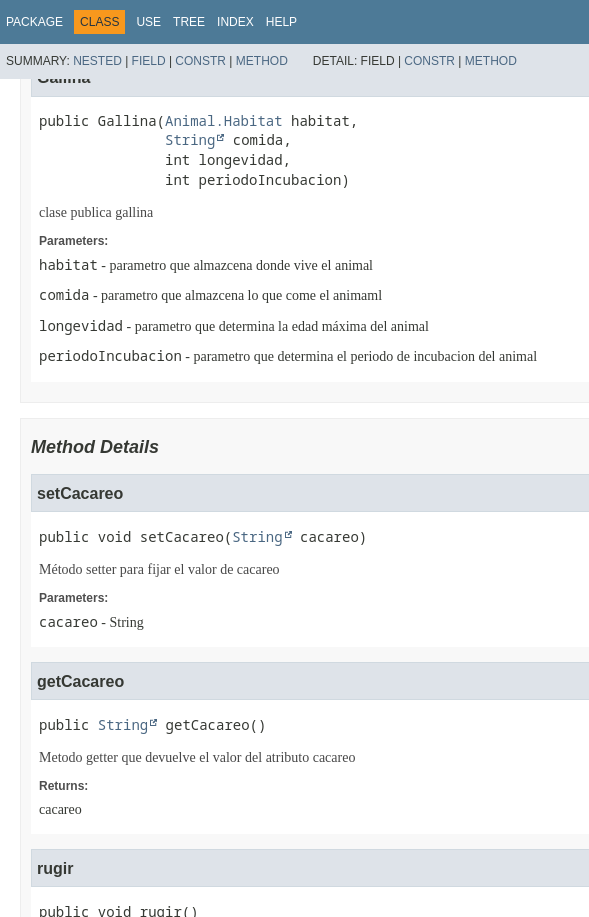 PACKAGE CLASS USE TREE INDEX HELP
SUMMARY: NESTED | FIELD | CONSTR | METHOD DETAIL: FIELD | CONSTR | METHOD
Gallina
public Gallina(Animal.Habitat habitat,
String comida,
int longevidad,
int periodoIncubacion)
clase publica gallina
Parameters:
habitat - parametro que almazcena donde vive el animal
comida - parametro que almazcena lo que come el animaml
longevidad - parametro que determina la edad máxima del animal
periodoIncubacion - parametro que determina el periodo de incubacion del animal
Method Details
setCacareo
public void setCacareo(String cacareo)
Método setter para fijar el valor de cacareo
Parameters:
cacareo - String
getCacareo
public String getCacareo()
Metodo getter que devuelve el valor del atributo cacareo
Returns:
cacareo
rugir
public void rugir()